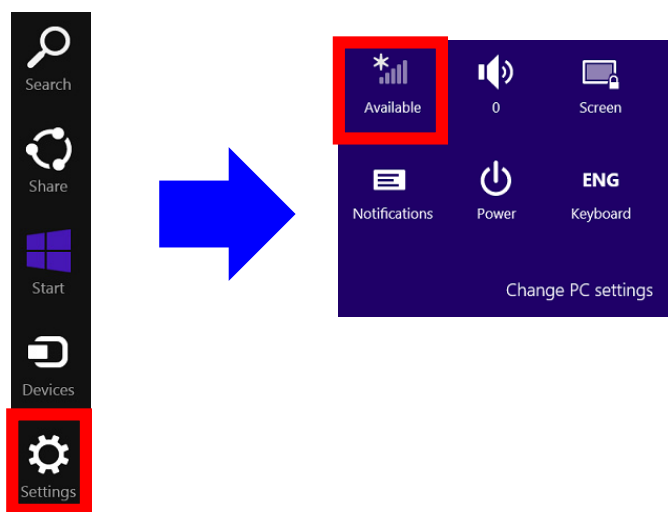 Search
Share
Start
Devices
Settings
Available
0
Screen
Notifications
Power
ENG
Keyboard
Change PC settings